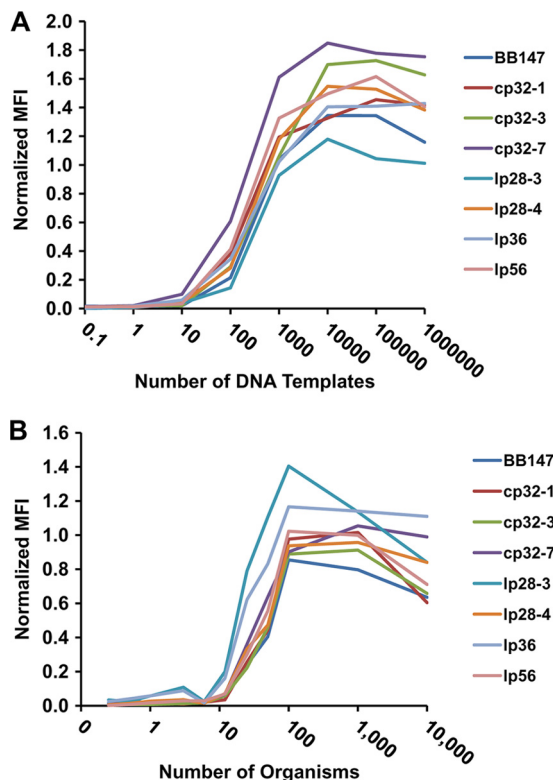 A
Normalized MFI
2.0
1.8
1.6
1.4
1.2
1.0
0.8
0.6
0.4
0.2
0.0
0.1
1
10
100
1000
10000
100000
1000000
Number of DNA Templates
BB147
cp32-1
cp32-3
cp32-7
lp28-3
lp28-4
lp36
lp56
B
Normalized MFI
1.6
1.4
1.2
1.0
0.8
0.6
0.4
0.2
0.0
0
1
10
100
1,000
10,000
Number of Organisms
BB147
cp32-1
cp32-3
cp32-7
lp28-3
lp28-4
lp36
lp56